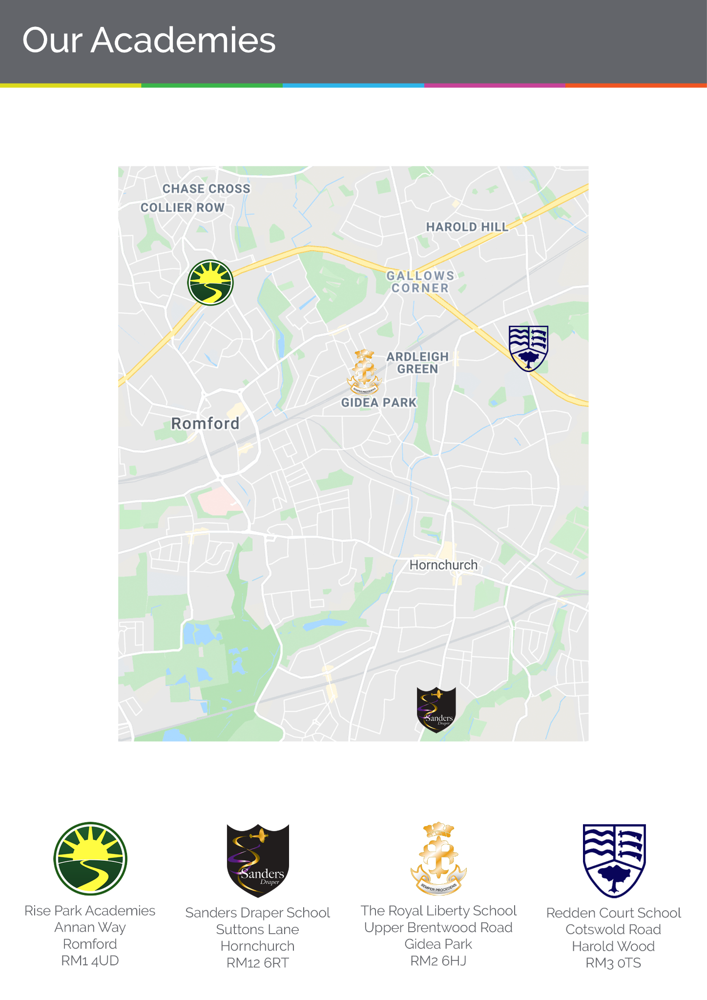 Our Academies
CHASE CROSS
COLLIER ROW
HAROLD HILL
GALLOWS
CORNER
ARDLEIGH
GREEN
SEMPER PROCEDENS
GIDEA PARK
Romford
Hornchurch
Sanders
Draper
Sanders
Draper
SEMPER PROCEDENS
Rise Park Academies
Annan Way
Romford
RM1 4UD
Sanders Draper School
Suttons Lane
Hornchurch
RM12 6RT
The Royal Liberty School
Upper Brentwood Road
Gidea Park
RM2 6HJ
Redden Court School
Cotswold Road
Harold Wood
RM3 0TS